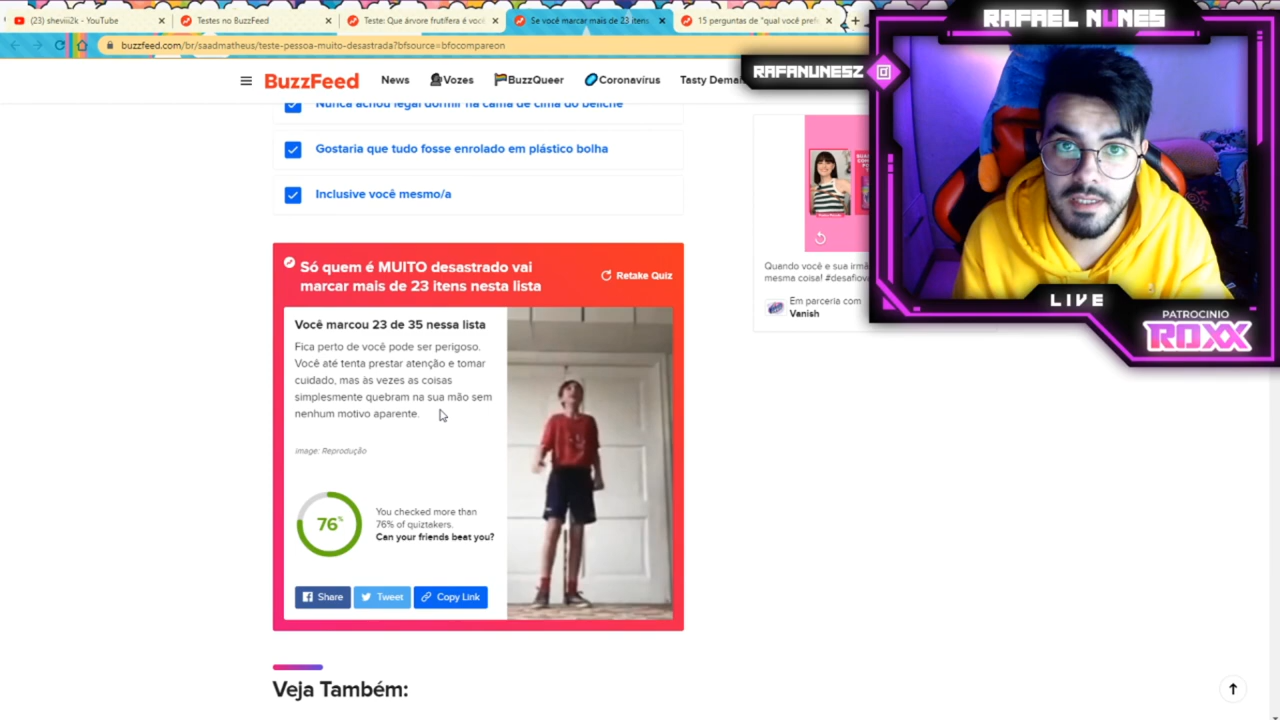 (23) sheviii2k - YouTube
Testes no BuzzFeed
Teste: Que árvore frutífera é você
Se você marcar mais de 23 itens
15 perguntas de "qual você pref
buzzfeed.com/br/saadmatheus/teste-pessoa-muito-desastrada?bfsource=bfocompareon
RAFAEL NUNES
RAFANUNESZ
BuzzFeed
News
Vozes
BuzzQueer
Coronavírus
Tasty Dema
Nunca achou legal dormir na cama de cima do beliche
Gostaria que tudo fosse enrolado em plástico bolha
Inclusive você mesmo/a
Só quem é MUITO desastrado vai
marcar mais de 23 itens nesta lista
Retake Quiz
Você marcou 23 de 35 nessa lista
Fica perto de você pode ser perigoso.
Você até tenta prestar atenção e tomar
cuidado, mas às vezes as coisas
simplesmente quebram na sua mão sem
nenhum motivo aparente.
image: Reprodução
76%
You checked more than
76% of quiztakers.
Can your friends beat you?
Share
Tweet
Copy Link
Quando você e sua irmã
mesma coisa! #desafiova
Em parceria com
Vanish
LIVE
PATROCINIO
ROXX
Veja Também: